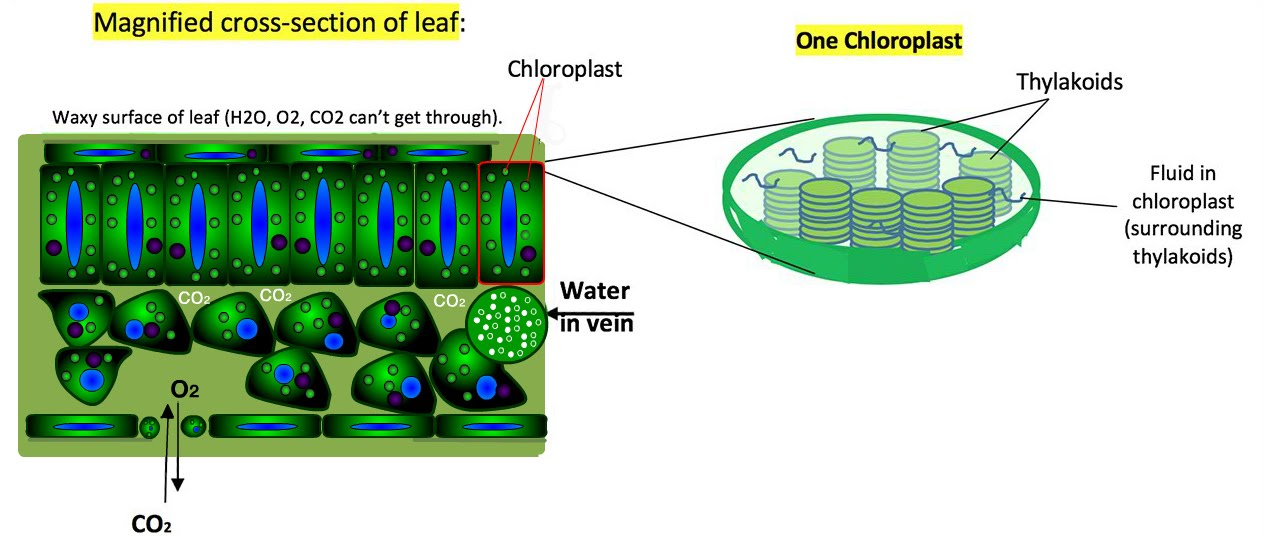 Magnified cross-section of leaf:
One Chloroplast
Chloroplast
Thylakoids
Waxy surface of leaf (H2O, O2, CO2 can’t get through).
Fluid in
chloroplast
(surrounding
thylakoids)
CO2
CO2
CO2
Water
in vein
O2
CO2